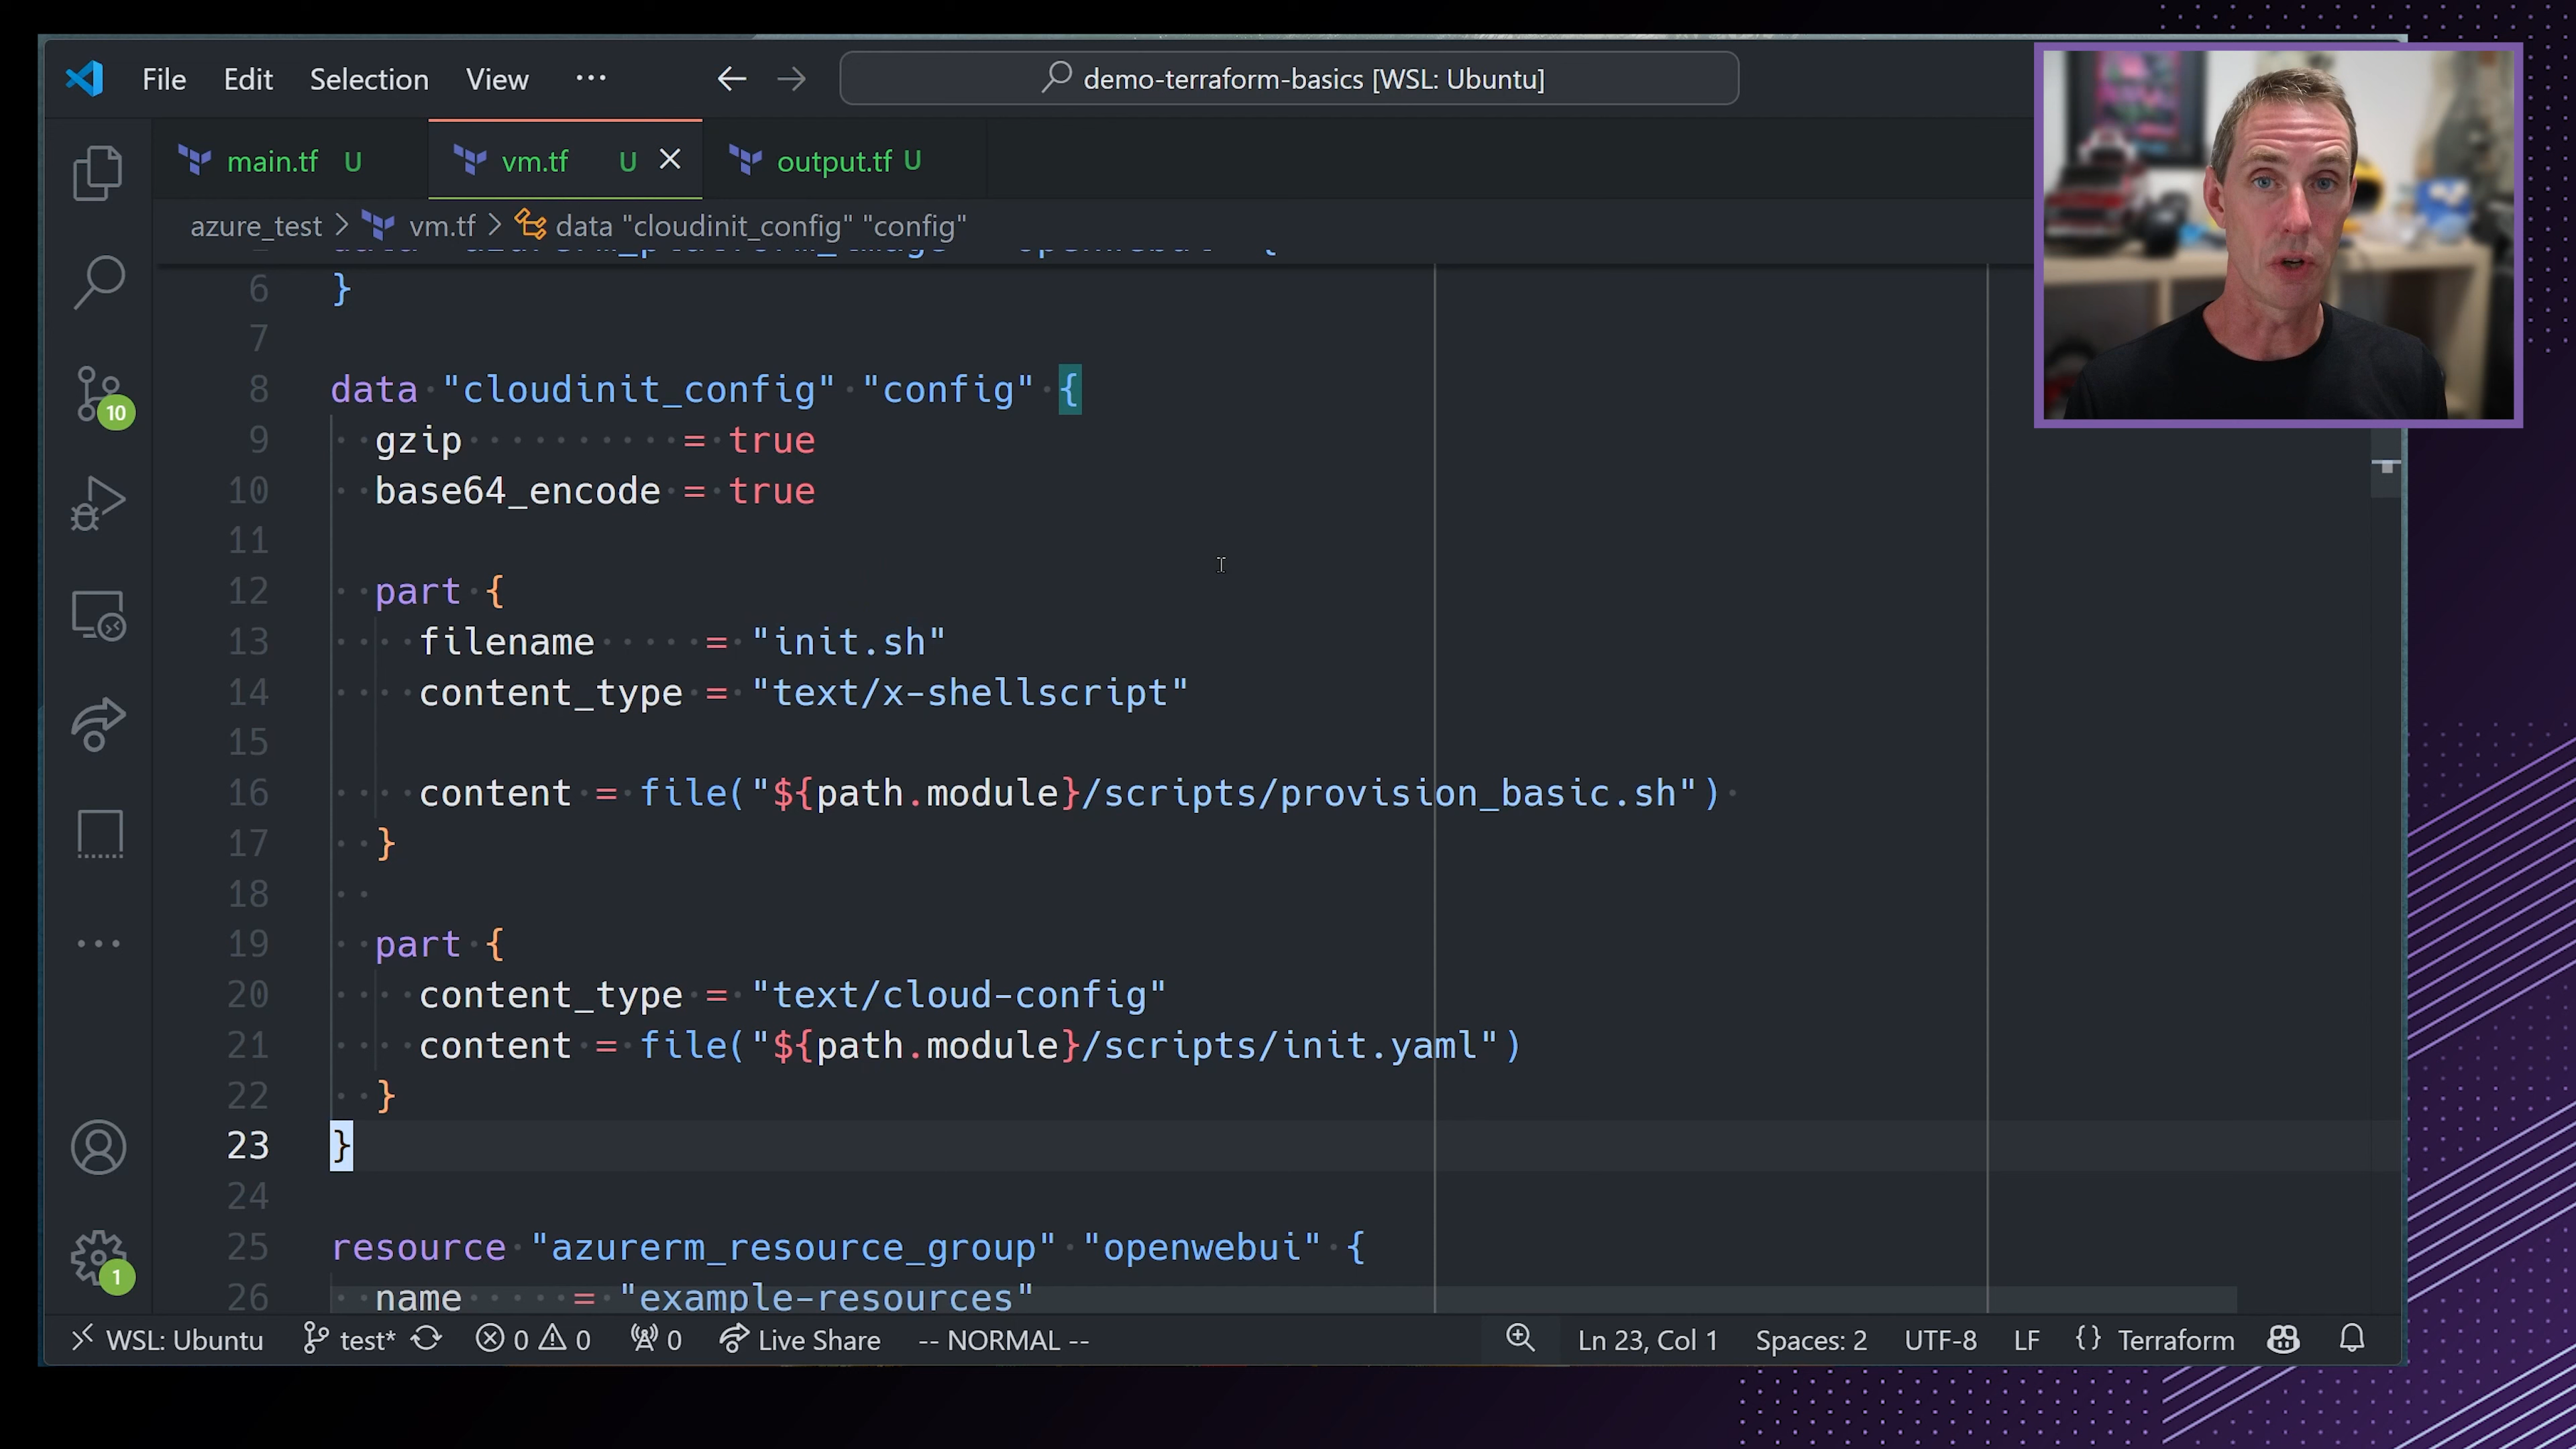 File Edit Selection View ...
demo-terraform-basics [WSL: Ubuntu]
main.tf U
vm.tf U
output.tf U
azure_test > vm.tf > data "cloudinit_config" "config"
6 }
7
8 data "cloudinit_config" "config" {
9 gzip = true
10 base64_encode = true
11
12 part {
13 filename = "init.sh"
14 content_type = "text/x-shellscript"
15
16 content = file("${path.module}/scripts/provision_basic.sh")
17 }
18
19 part {
20 content_type = "text/cloud-config"
21 content = file("${path.module}/scripts/init.yaml")
22 }
23 }
24
25 resource "azurerm_resource_group" "openwebui" {
26 name = "example-resources"
10
1
WSL: Ubuntu test* 0 0 0 Live Share -- NORMAL -- Ln 23, Col 1 Spaces: 2 UTF-8 LF {} Terraform